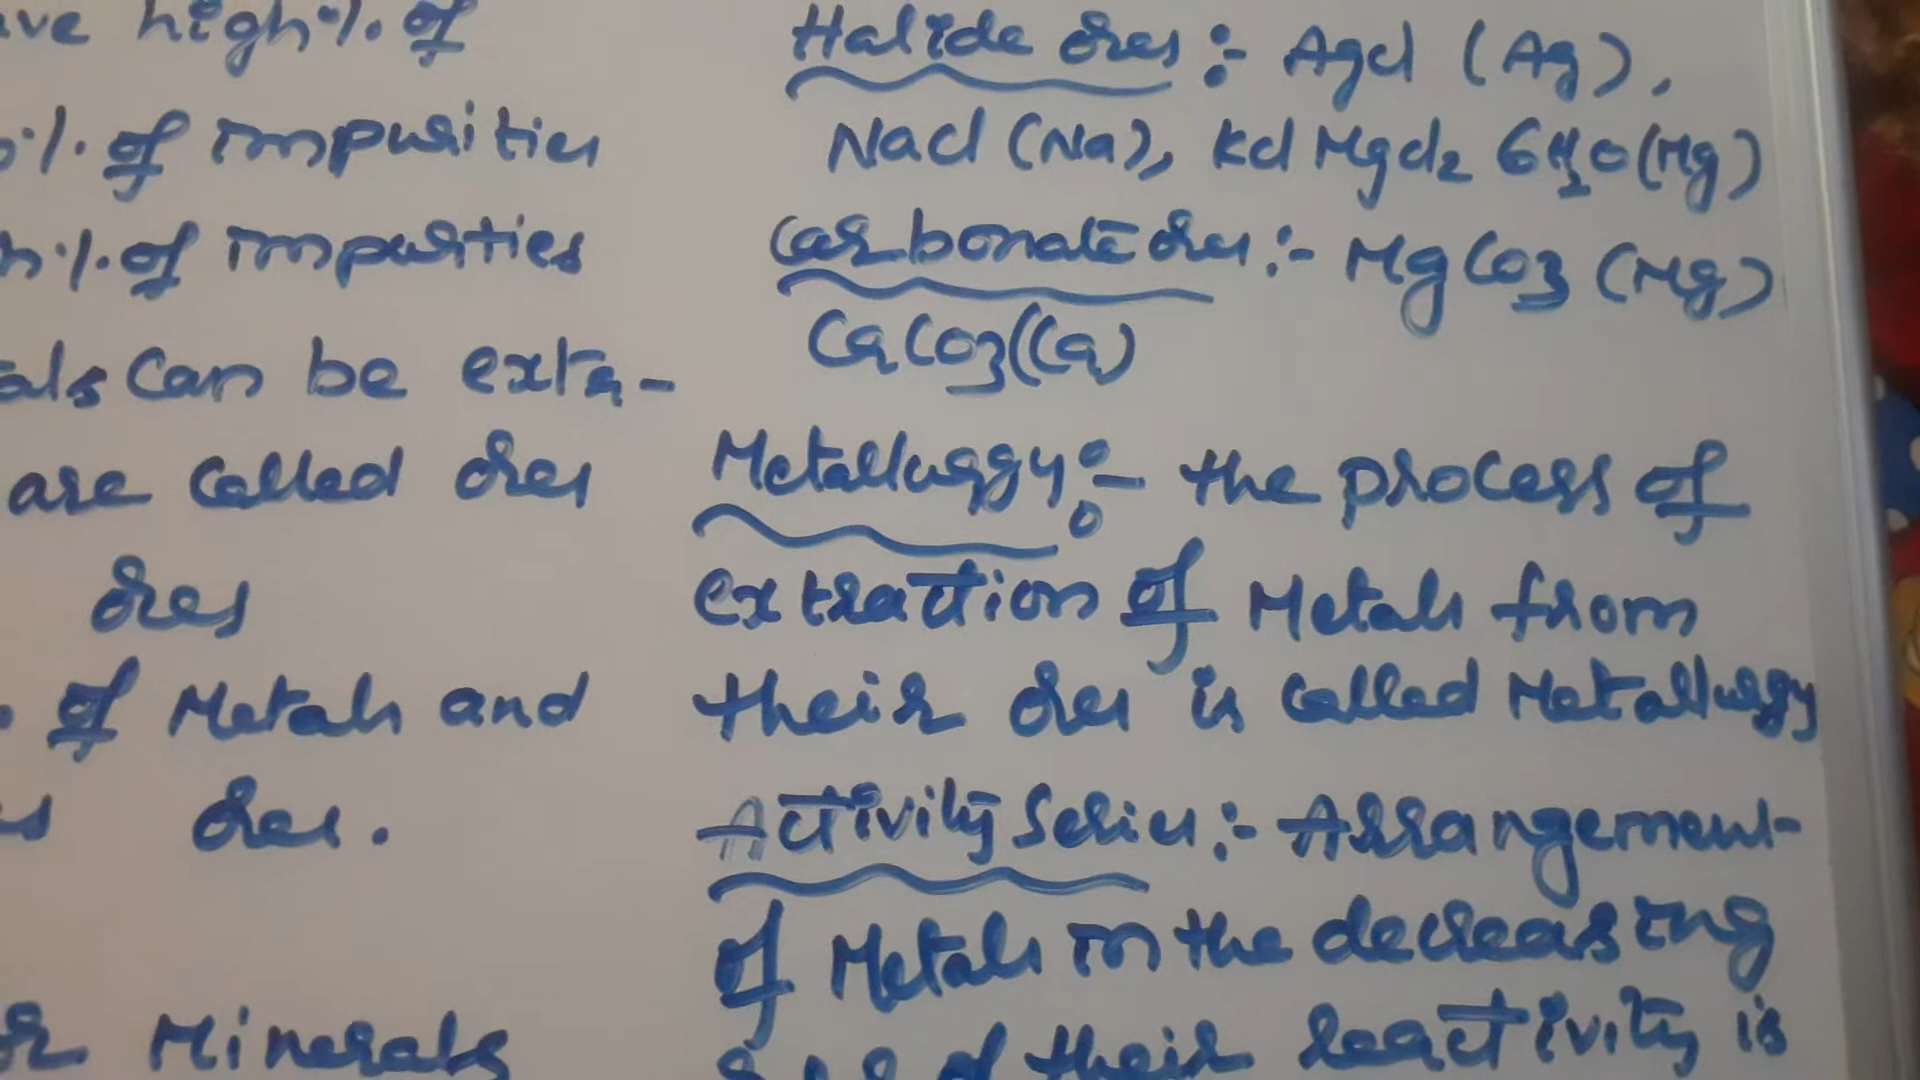 high % of
% of impurities
% of impurities
can be extra-
are called ores
ores
of Metals and
ores.
Minerals
Halide ores :- Agcl (Ag),
Nacl (Na), Kcl Mgcl2 6H2O (Mg)
Carbonate ores :- MgCO3 (Mg)
CaCO3 (Ca)
Metallurgy :- the process of
extraction of Metals from
their ores is called Metallurgy
Activity Series :- Arrangement
of Metals in the decreasing
of their reactivity is